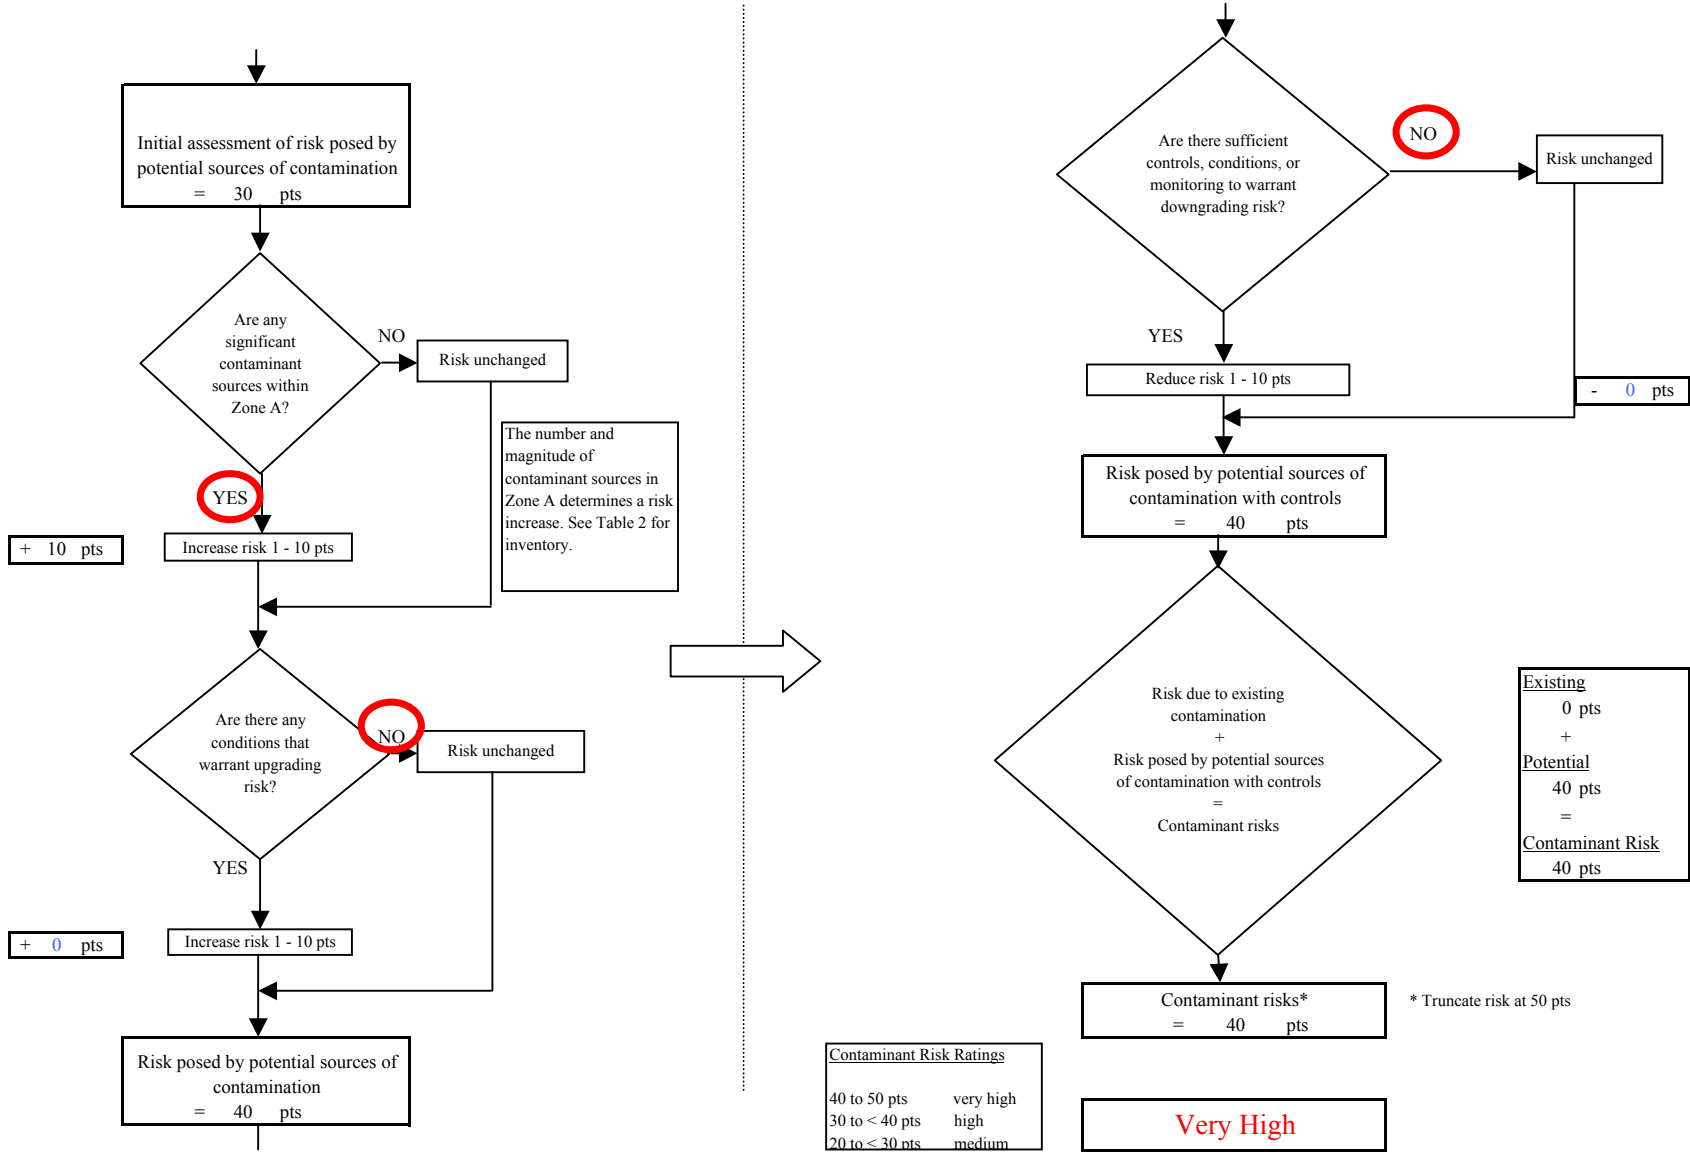 Initial assessment of risk posed by
potential sources of contamination
= 30 pts
Are any
significant
contaminant
sources within
Zone A?
NO
Risk unchanged
The number and
magnitude of
contaminant sources in
Zone A determines a risk
increase. See Table 2 for
inventory.
YES
+ 10 pts
Increase risk 1 - 10 pts
Are there any
conditions that
warrant upgrading
risk?
NO
Risk unchanged
YES
+ 0 pts
Increase risk 1 - 10 pts
Risk posed by potential sources of
contamination
= 40 pts
Are there sufficient
controls, conditions, or
monitoring to warrant
downgrading risk?
NO
Risk unchanged
YES
Reduce risk 1 - 10 pts
- 0 pts
Risk posed by potential sources of
contamination with controls
= 40 pts
Risk due to existing
contamination
+
Risk posed by potential sources
of contamination with controls
=
Contaminant risks
Existing
0 pts
+
Potential
40 pts
=
Contaminant Risk
40 pts
Contaminant risks*
= 40 pts
* Truncate risk at 50 pts
Contaminant Risk Ratings
40 to 50 pts very high
30 to < 40 pts high
20 to < 30 pts medium
Very High